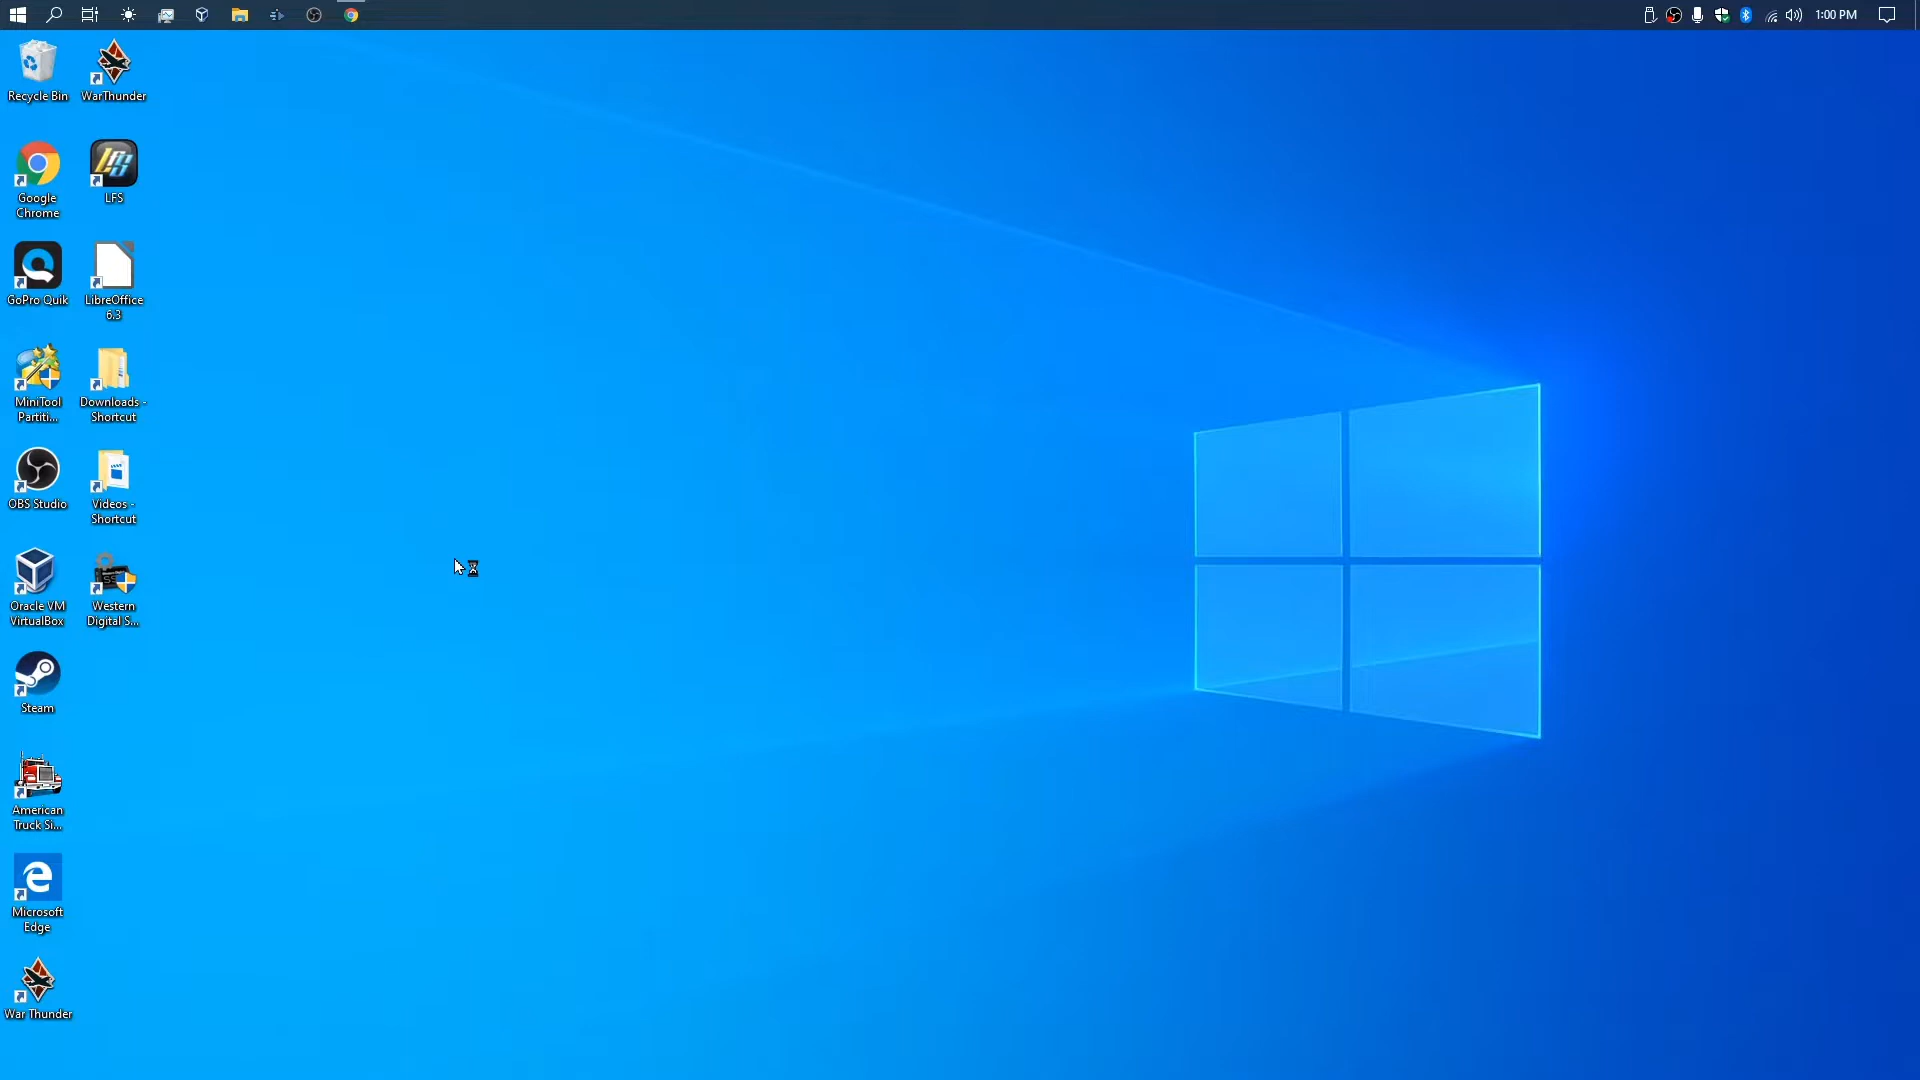 1:00 PM
Recycle Bin
WarThunder
Google
Chrome
LFS
GoPro Quik
LibreOffice
6.3
MiniTool
Partiti...
Downloads -
Shortcut
OBS Studio
Videos -
Shortcut
Oracle VM
VirtualBox
Western
Digital S...
Steam
American
Truck Si...
Microsoft
Edge
War Thunder